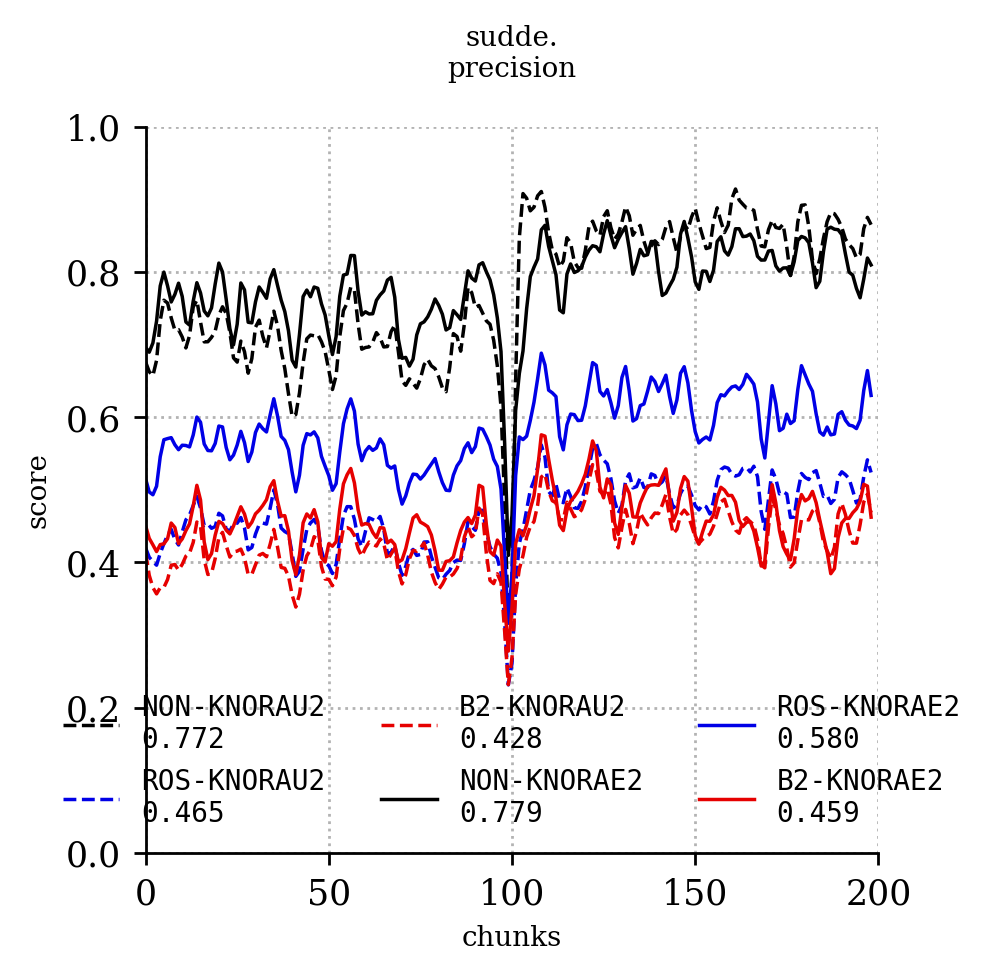 sudde.
precision
1.0
0.8
0.6
0.4
0.2
0.0
score
NON-KNORAU2 B2-KNORAU2 ROS-KNORAE2
0.772 0.428 0.580
ROS-KNORAU2 NON-KNORAE2 B2-KNORAE2
0.465 0.779 0.459
0 50 100 150 200
chunks